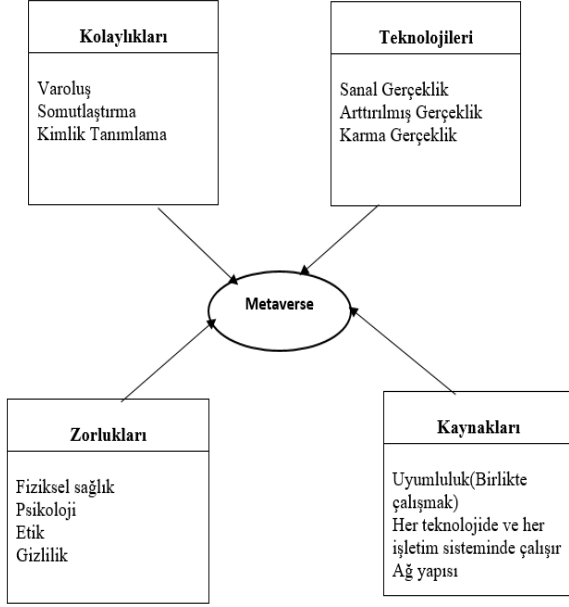 Kolaylıkları
Varoluş
Somutlaştırma
Kimlik Tanımlama
Teknolojileri
Sanal Gerçeklik
Arttırılmış Gerçeklik
Karma Gerçeklik
Metaverse
Zorlukları
Fiziksel sağlık
Psikoloji
Etik
Gizlilik
Kaynakları
Uyumluluk(Birlikte
çalışmak)
Her teknolojide ve her
işletim sisteminde çalışır
Ağ yapısı